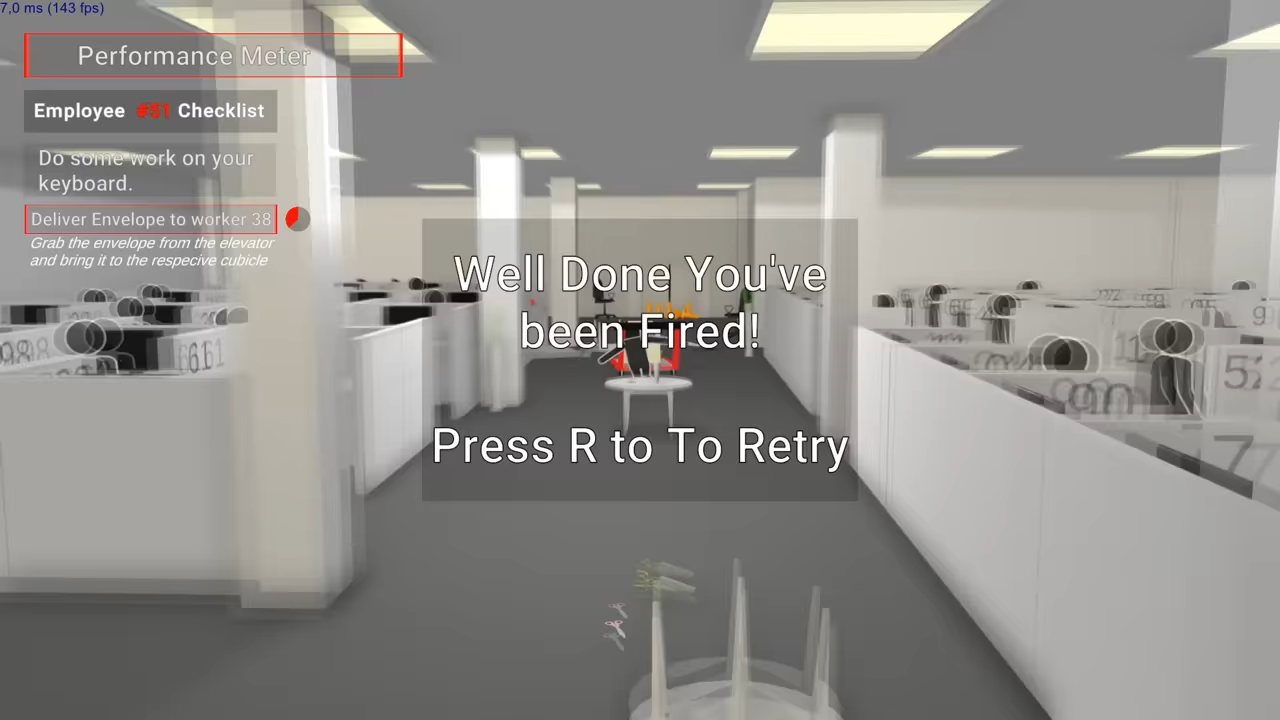 7,0 ms (143 fps)
Performance Meter
Employee #51 Checklist
Do some work on your
keyboard.
Deliver Envelope to worker 38
Grab the envelope from the elevator
and bring it to the respecive cubicle
Well Done You've
been Fired!
Press R to To Retry